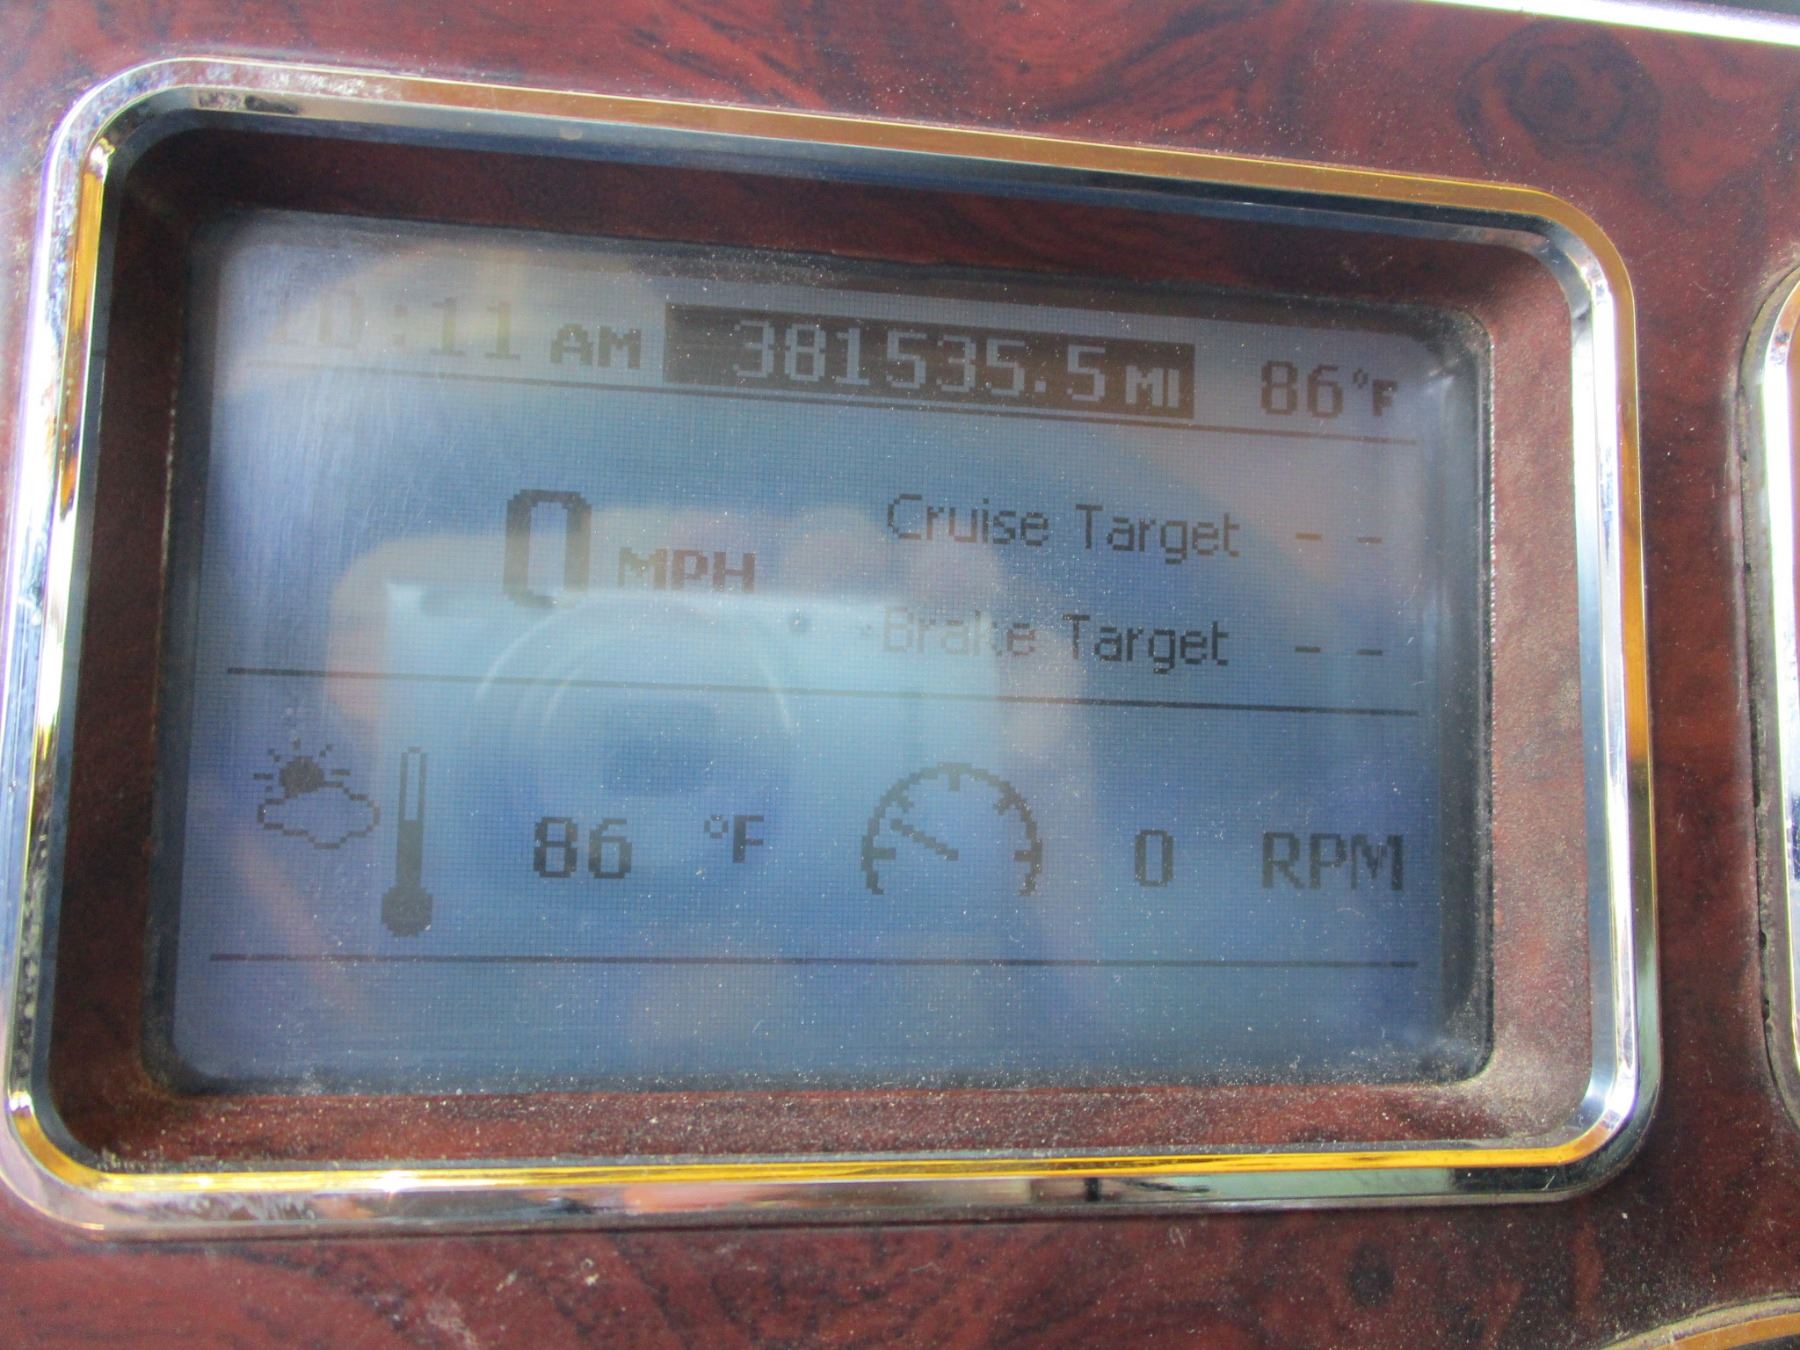 10:11 AM 381535.5 MI 86°F
0 MPH Cruise Target - -
Brake Target - -
86 °F 0 RPM